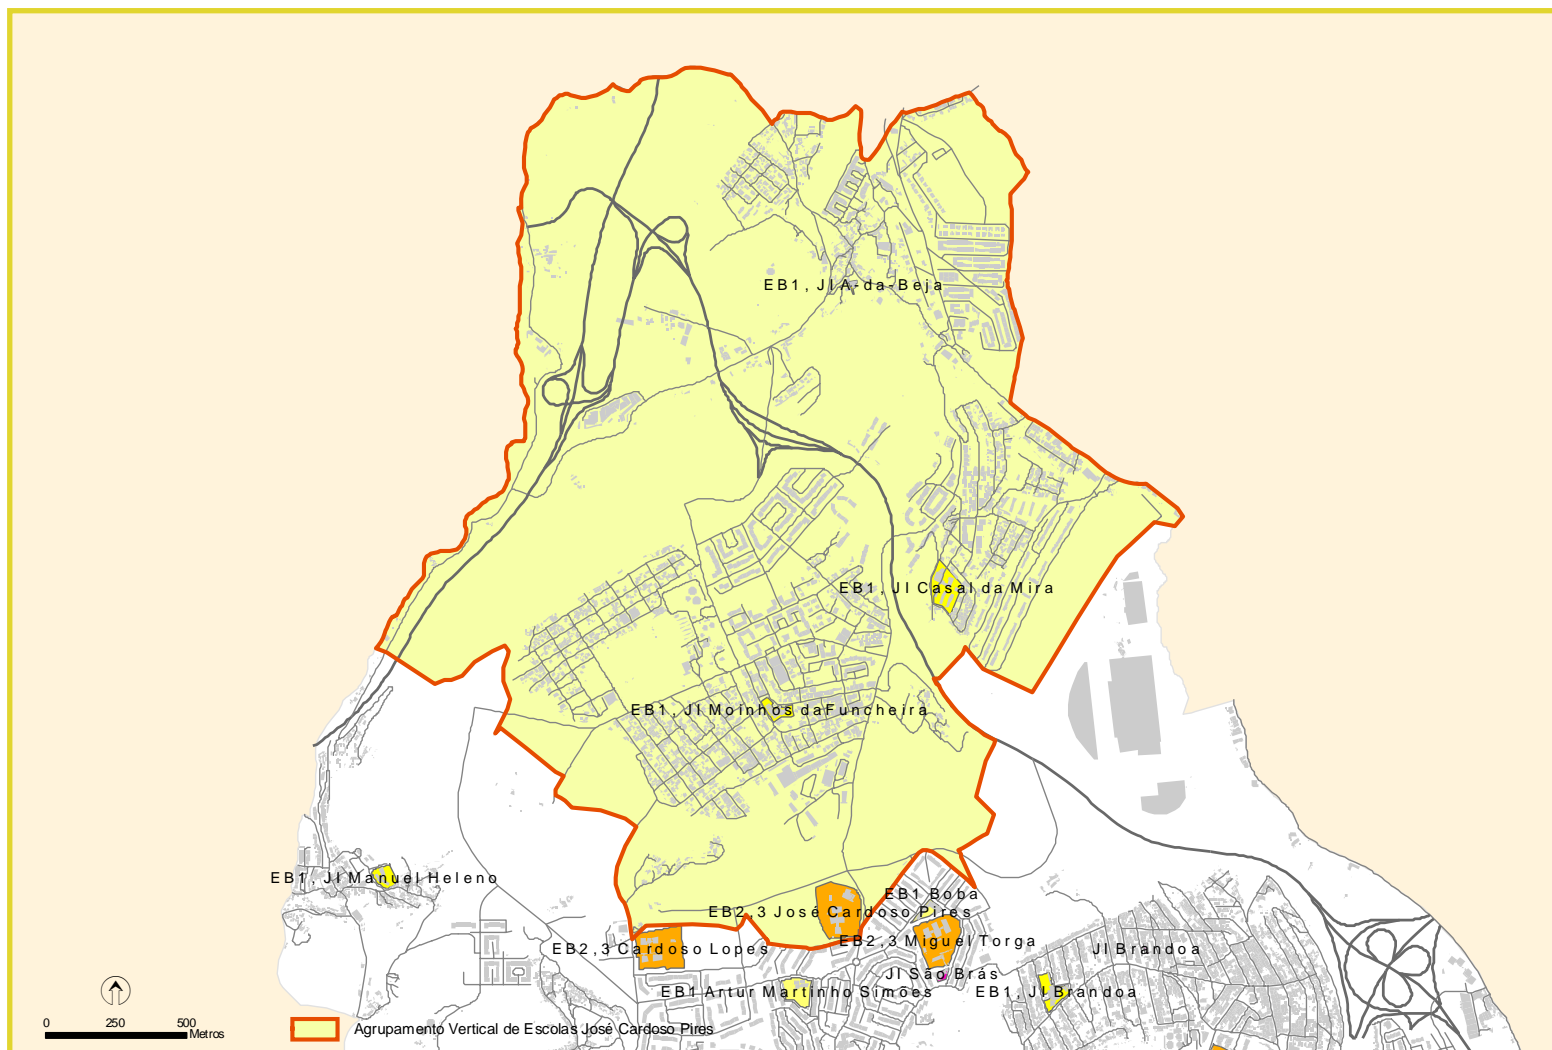 EB1, JI A-da-Beja
EB1, JI Casal da Mira
EB1, JI Moinhos da Funcheira
EB1, JI Manuel Heleno
EB1 Boba
EB2,3 José Cardoso Pires
EB2,3 Miguel Torga
EB2,3 Cardoso Lopes
JI Brandoa
JI São Brás
EB1 Artur Martinho Simões
EB1, JI Brandoa
0 250 500
Metros
Agrupamento Vertical de Escolas José Cardoso Pires